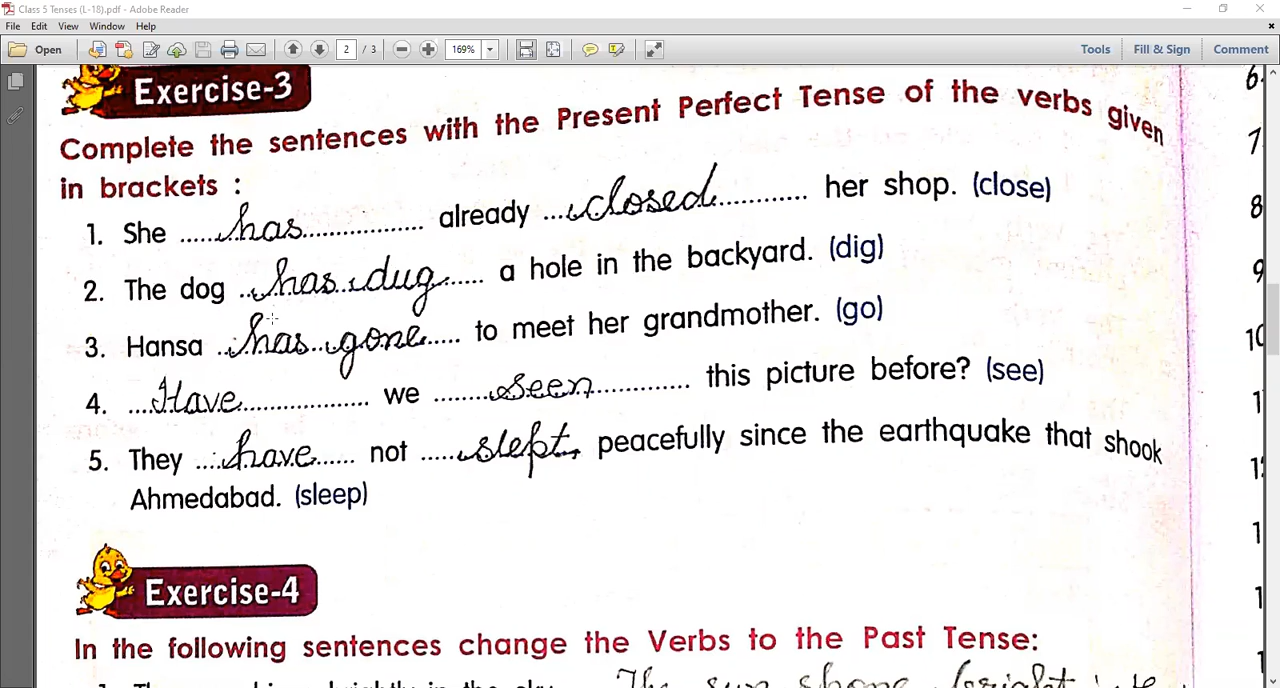 Class 5 Tenses (L-18).pdf - Adobe Reader
File Edit View Window Help
Open 2 / 3 169% Tools Fill & Sign Comment
Exercise-3
Complete the sentences with the Present Perfect Tense of the verbs given
in brackets :
1. She ......has.................. already ....closed............. her shop. (close)
2. The dog ..has..dug...... a hole in the backyard. (dig)
3. Hansa ...has...gone...... to meet her grandmother. (go)
4. ....Have................... we ........seen.............. this picture before? (see)
5. They ....have...... not ......slept.. peacefully since the earthquake that shook
Ahmedabad. (sleep)
Exercise-4
In the following sentences change the Verbs to the Past Tense:
The sun shone
6
7
8
9
10